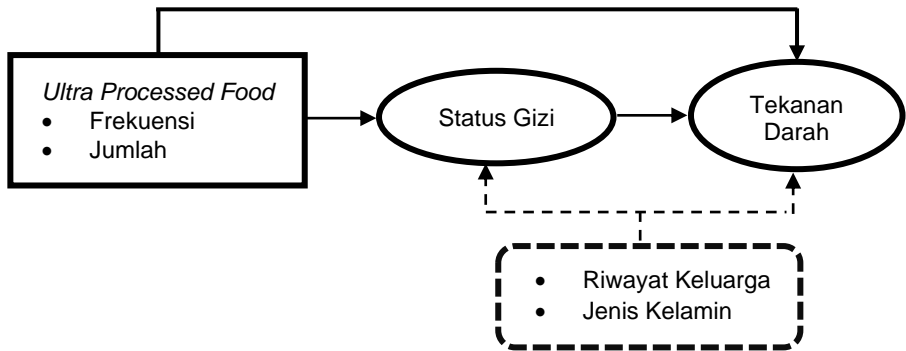 Ultra Processed Food
• Frekuensi
• Jumlah
Status Gizi
Tekanan
Darah
• Riwayat Keluarga
• Jenis Kelamin